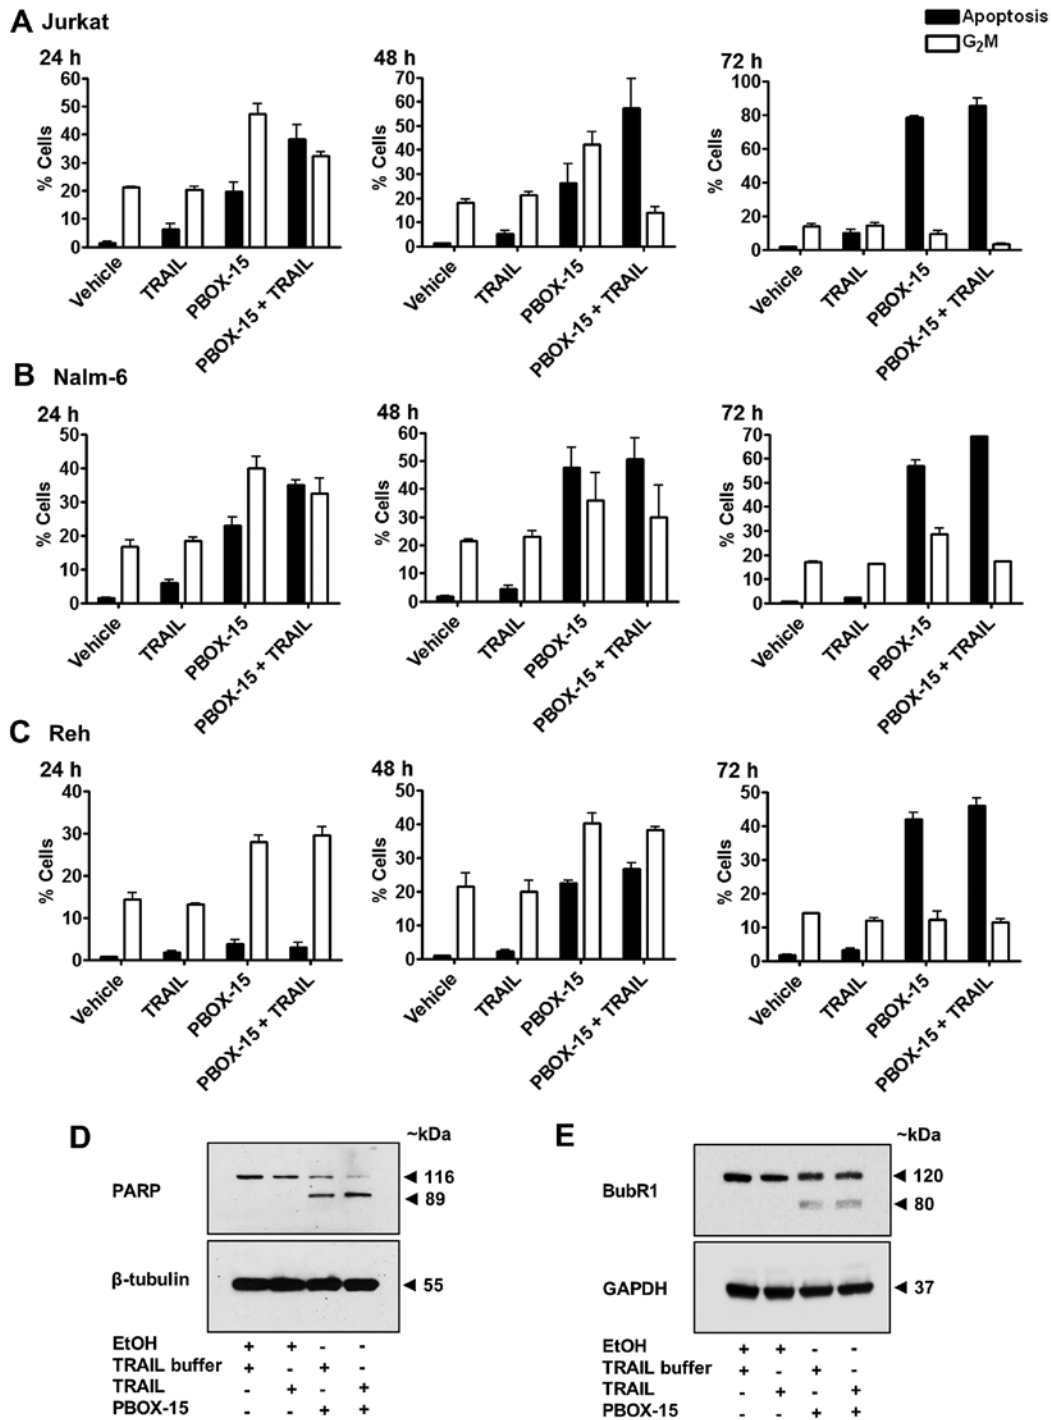 A Jurkat
Apoptosis
G₂M
24 h
60
50
40
30
20
10
0
% Cells
Vehicle
TRAIL
PBOX-15
PBOX-15 + TRAIL
48 h
70
60
50
40
30
20
10
0
% Cells
Vehicle
TRAIL
PBOX-15
PBOX-15 + TRAIL
72 h
100
80
60
40
20
0
% Cells
Vehicle
TRAIL
PBOX-15
PBOX-15 + TRAIL
B Nalm-6
24 h
50
40
30
20
10
0
% Cells
Vehicle
TRAIL
PBOX-15
PBOX-15 + TRAIL
48 h
60
50
40
30
20
10
0
% Cells
Vehicle
TRAIL
PBOX-15
PBOX-15 + TRAIL
72 h
70
60
50
40
30
20
10
0
% Cells
Vehicle
TRAIL
PBOX-15
PBOX-15 + TRAIL
C Reh
24 h
40
30
20
10
0
% Cells
Vehicle
TRAIL
PBOX-15
PBOX-15 + TRAIL
48 h
50
40
30
20
10
0
% Cells
Vehicle
TRAIL
PBOX-15
PBOX-15 + TRAIL
72 h
50
40
30
20
10
0
% Cells
Vehicle
TRAIL
PBOX-15
PBOX-15 + TRAIL
D
~kDa
PARP
116
89
β-tubulin
55
EtOH + + - -
TRAIL buffer + - + -
TRAIL - + - +
PBOX-15 - - + +
E
~kDa
BubR1
120
80
GAPDH
37
EtOH + + - -
TRAIL buffer + - + -
TRAIL - + - +
PBOX-15 - - + +